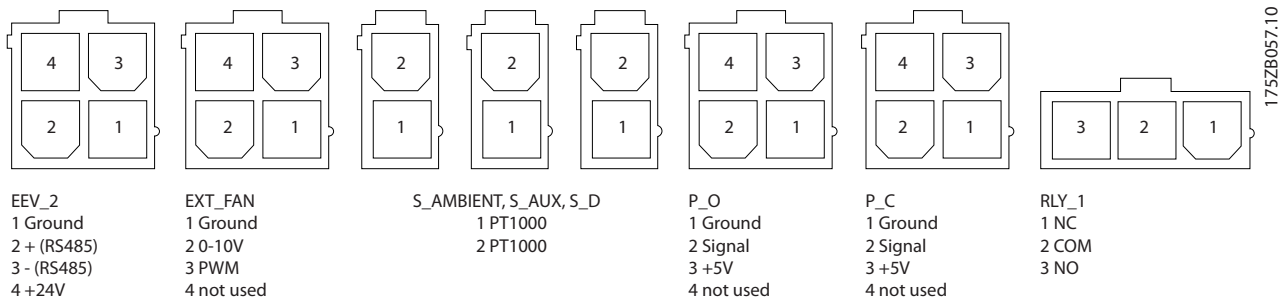 4 3
2 1
4 3
2 1
2
1
2
1
2
1
4 3
2 1
4 3
2 1
3 2 1
EEV_2
1 Ground
2 + (RS485)
3 - (RS485)
4 +24V
EXT_FAN
1 Ground
2 0-10V
3 PWM
4 not used
S_AMBIENT, S_AUX, S_D
1 PT1000
2 PT1000
P_O
1 Ground
2 Signal
3 +5V
4 not used
P_C
1 Ground
2 Signal
3 +5V
4 not used
RLY_1
1 NC
2 COM
3 NO
175ZB057.10